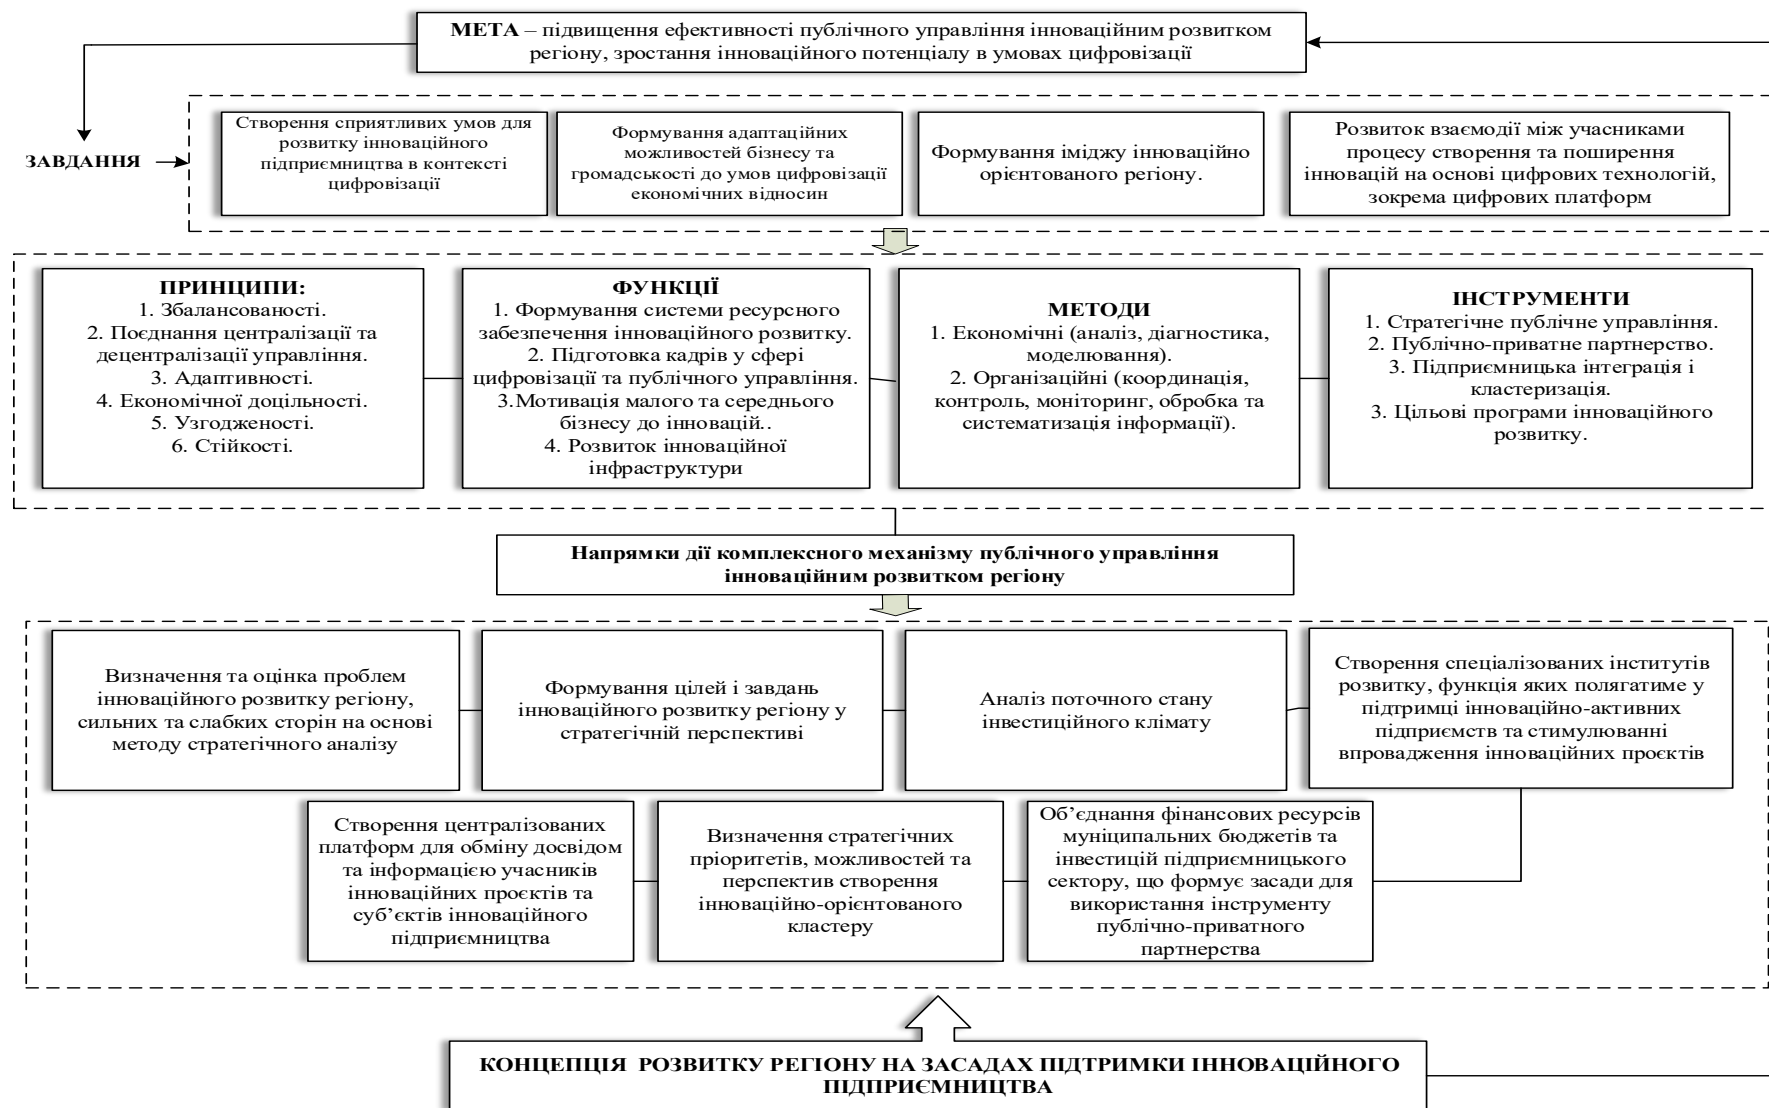 МЕТА – підвищення ефективності публічного управління інноваційним розвитком
регіону, зростання інноваційного потенціалу в умовах цифровізації
ЗАВДАННЯ
Створення сприятливих умов для
розвитку інноваційного
підприємництва в контексті
цифровізації
Формування адаптаційних
можливостей бізнесу та
громадськості до умов цифровізації
економічних відносин
Формування іміджу інноваційно
орієнтованого регіону.
Розвиток взаємодії між учасниками
процесу створення та поширення
інновацій на основі цифрових технологій,
зокрема цифрових платформ
ПРИНЦИПИ:
1. Збалансованості.
2. Поєднання централізації та
децентралізації управління.
3. Адаптивності.
4. Економічної доцільності.
5. Узгодженості.
6. Стійкості.
ФУНКЦІЇ
1. Формування системи ресурсного
забезпечення інноваційного розвитку.
2. Підготовка кадрів у сфері
цифровізації та публічного управління.
3.Мотивація малого та середнього
бізнесу до інновацій..
4. Розвиток інноваційної
інфраструктури
МЕТОДИ
1. Економічні (аналіз, діагностика,
моделювання).
2. Організаційні (координація,
контроль, моніторинг, обробка та
систематизація інформації).
ІНСТРУМЕНТИ
1. Стратегічне публічне управління.
2. Публічно-приватне партнерство.
3. Підприємницька інтеграція і
кластеризація.
3. Цільові програми інноваційного
розвитку.
Напрямки дії комплексного механізму публічного управління
інноваційним розвитком регіону
Визначення та оцінка проблем
інноваційного розвитку регіону,
сильних та слабких сторін на основі
методу стратегічного аналізу
Формування цілей і завдань
інноваційного розвитку регіону у
стратегічній перспективі
Аналіз поточного стану
інвестиційного клімату
Створення спеціалізованих інститутів
розвитку, функція яких полягатиме у
підтримці інноваційно-активних
підприємств та стимулюванні
впровадження інноваційних проєктів
Створення централізованих
платформ для обміну досвідом
та інформацією учасників
інноваційних проєктів та
суб’єктів інноваційного
підприємництва
Визначення стратегічних
пріоритетів, можливостей та
перспектив створення
інноваційно-орієнтованого
кластеру
Об’єднання фінансових ресурсів
муніципальних бюджетів та
інвестицій підприємницького
сектору, що формує засади для
використання інструменту
публічно-приватного
партнерства
КОНЦЕПЦІЯ РОЗВИТКУ РЕГІОНУ НА ЗАСАДАХ ПІДТРИМКИ ІННОВАЦІЙНОГО
ПІДПРИЄМНИЦТВА